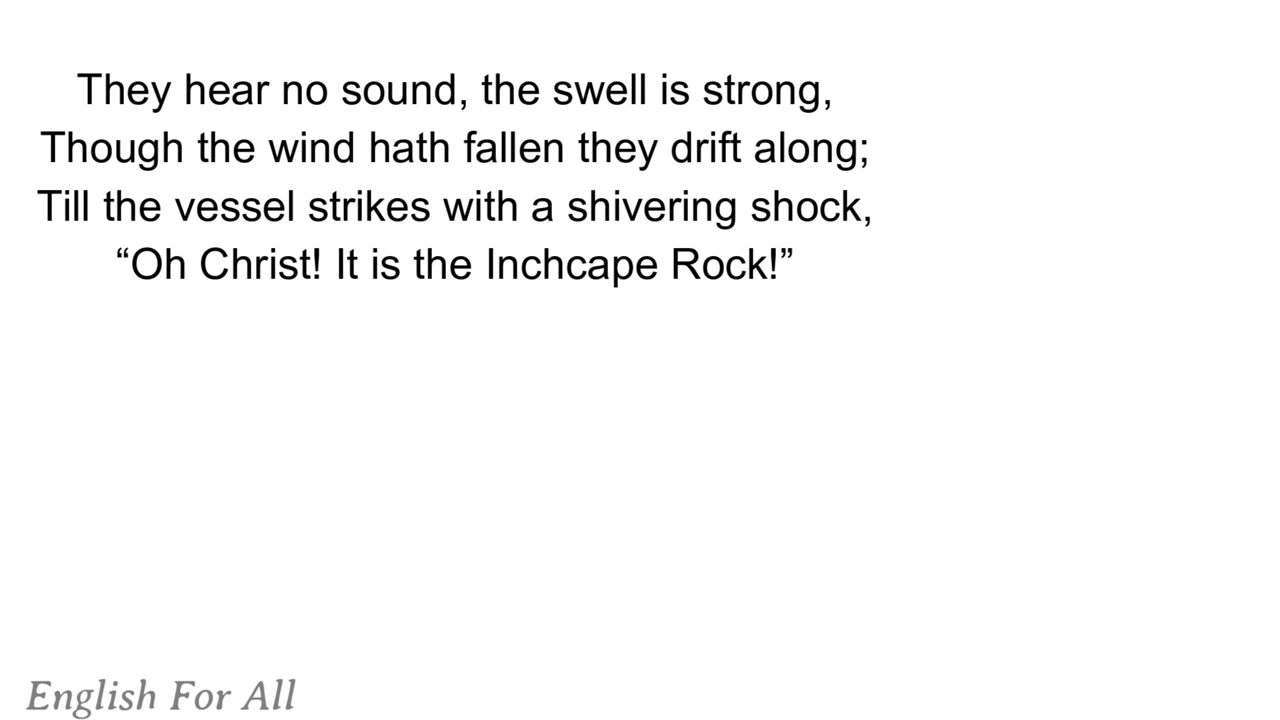 They hear no sound, the swell is strong,
Though the wind hath fallen they drift along;
Till the vessel strikes with a shivering shock,
“Oh Christ! It is the Inchcape Rock!”
English For All